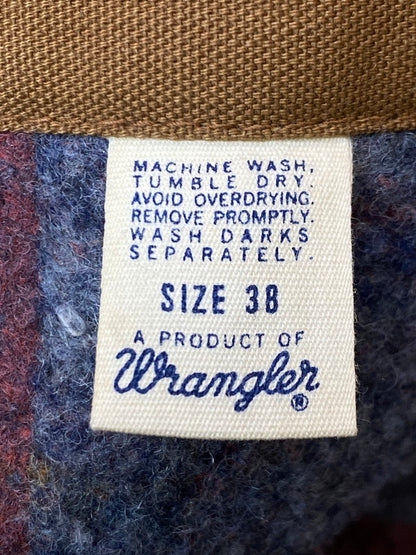 MACHINE WASH,
TUMBLE DRY.
AVOID OVERDRYING.
REMOVE PROMPTLY.
WASH DARKS
SEPARATELY.
SIZE 38
A PRODUCT OF
Wrangler®